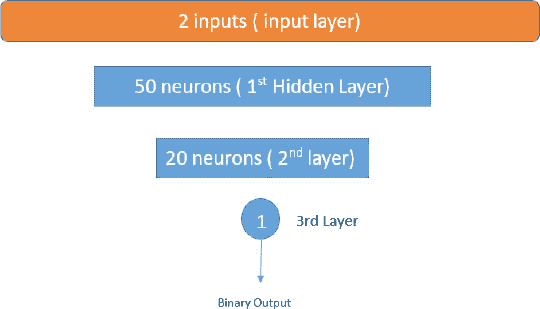 2 inputs ( input layer)
50 neurons ( 1st Hidden Layer)
20 neurons ( 2nd layer)
1 3rd Layer
Binary Output